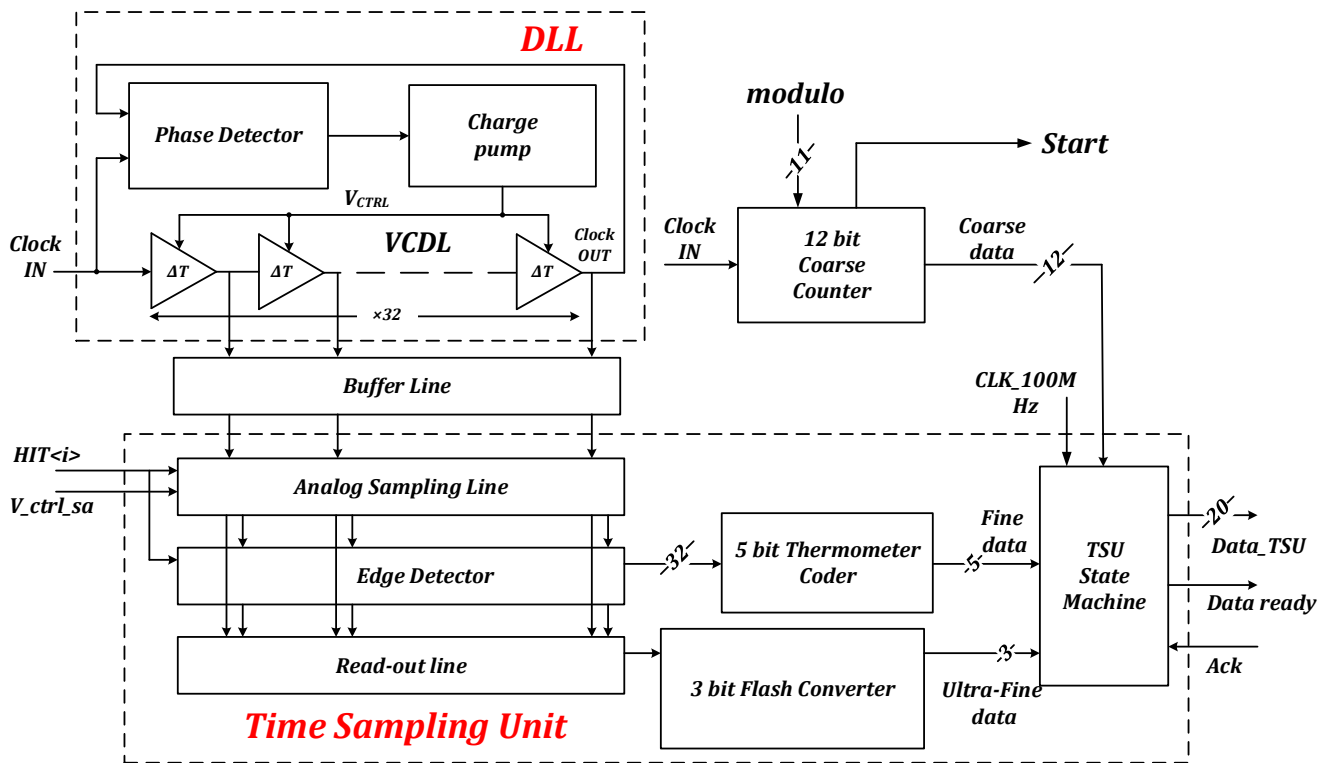 DLL
Phase Detector
Charge
pump
modulo
-11-
Start
V_CTRL
Clock
IN
ΔT
ΔT
VCDL
Clock
OUT
ΔT
×32
Clock
IN
12 bit
Coarse
Counter
Coarse
data
-12-
Buffer Line
CLK_100M
Hz
HIT<i>
V_ctrl_sa
Analog Sampling Line
Edge Detector
-32-
5 bit Thermometer
Coder
Fine
data
-5-
TSU
State
Machine
-20-
Data_TSU
Data ready
Ack
Read-out line
3 bit Flash Converter
-3-
Ultra-Fine
data
Time Sampling Unit